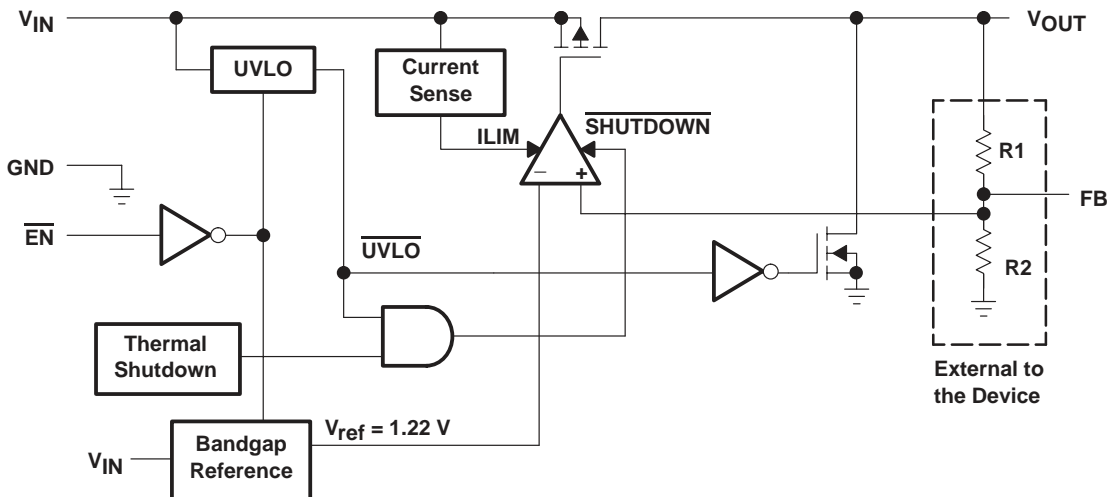 VIN
VOUT
UVLO
Current
Sense
SHUTDOWN
ILIM
R1
GND
− +
FB
EN
UVLO
R2
Thermal
Shutdown
External to
the Device
Vref = 1.22 V
Bandgap
Reference
VIN